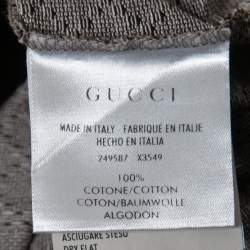 GUCCI
MADE IN ITALY - FABRIQUE EN ITALIE
HECHO EN ITALIA
249587 X3549
100%
COTONE/COTTON
COTON/BAUMWOLLE
ALGODON
ASCIUGARE STESO
DRY FLAT